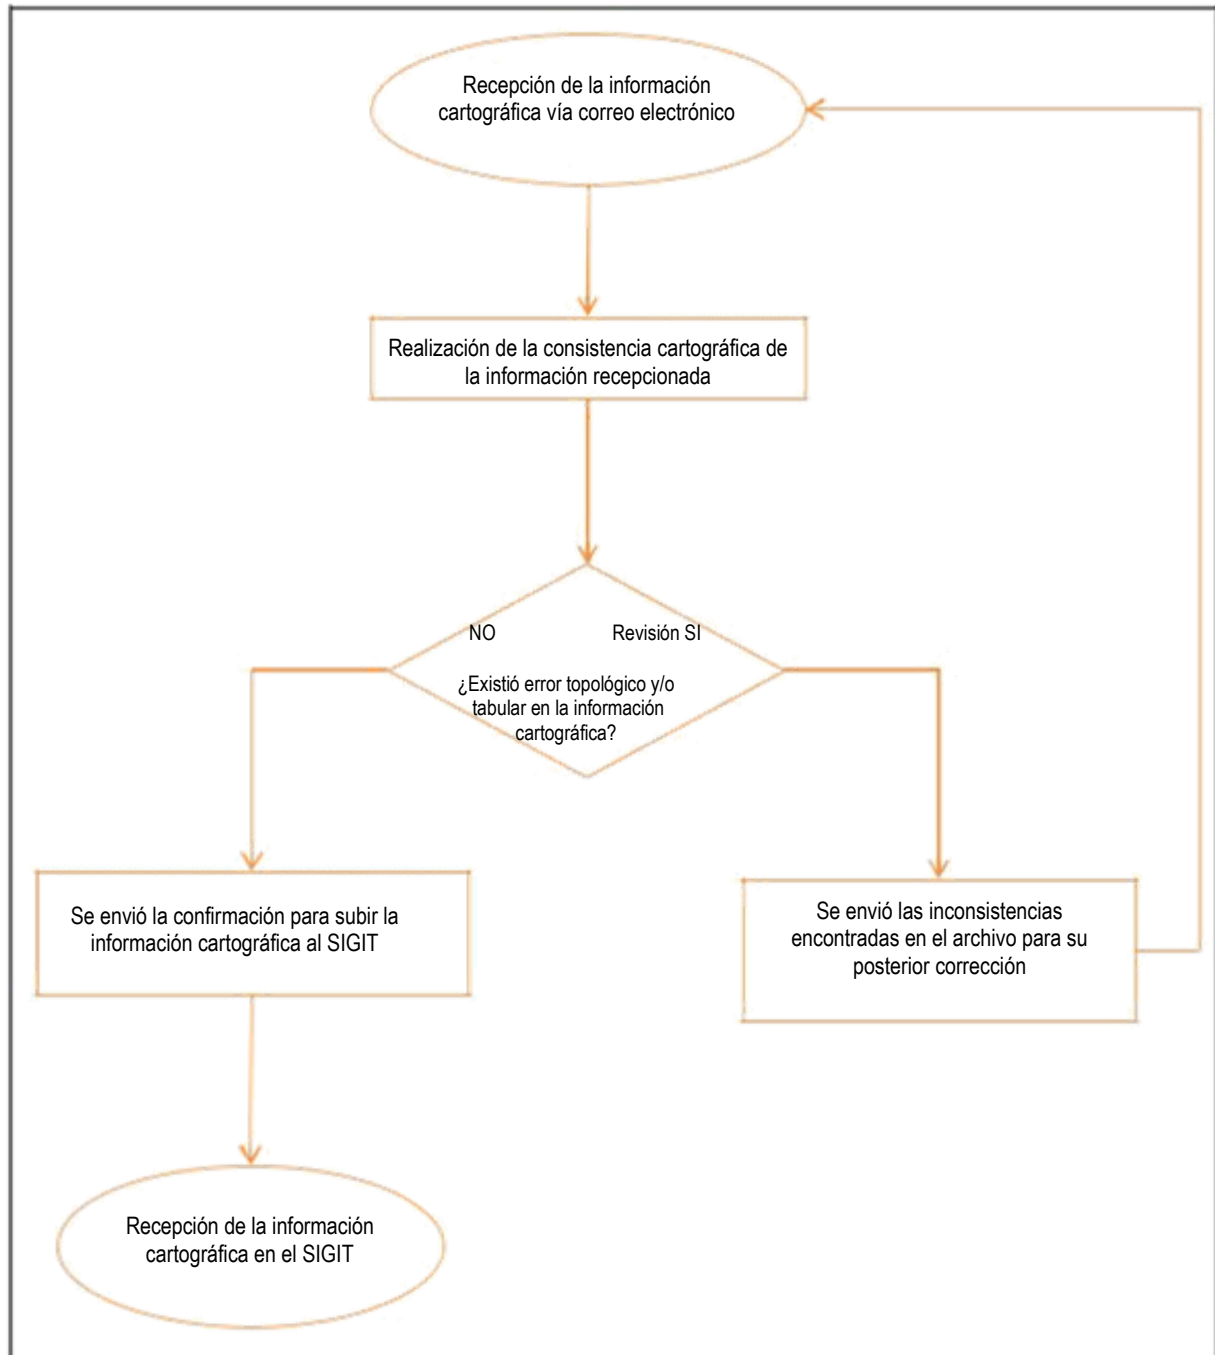 Recepción de la información
cartográfica vía correo electrónico
Realización de la consistencia cartográfica de
la información recepcionada
NO
Revisión SI
¿Existió error topológico y/o
tabular en la información
cartográfica?
Se envió la confirmación para subir la
información cartográfica al SIGIT
Se envió las inconsistencias
encontradas en el archivo para su
posterior corrección
Recepción de la información
cartográfica en el SIGIT